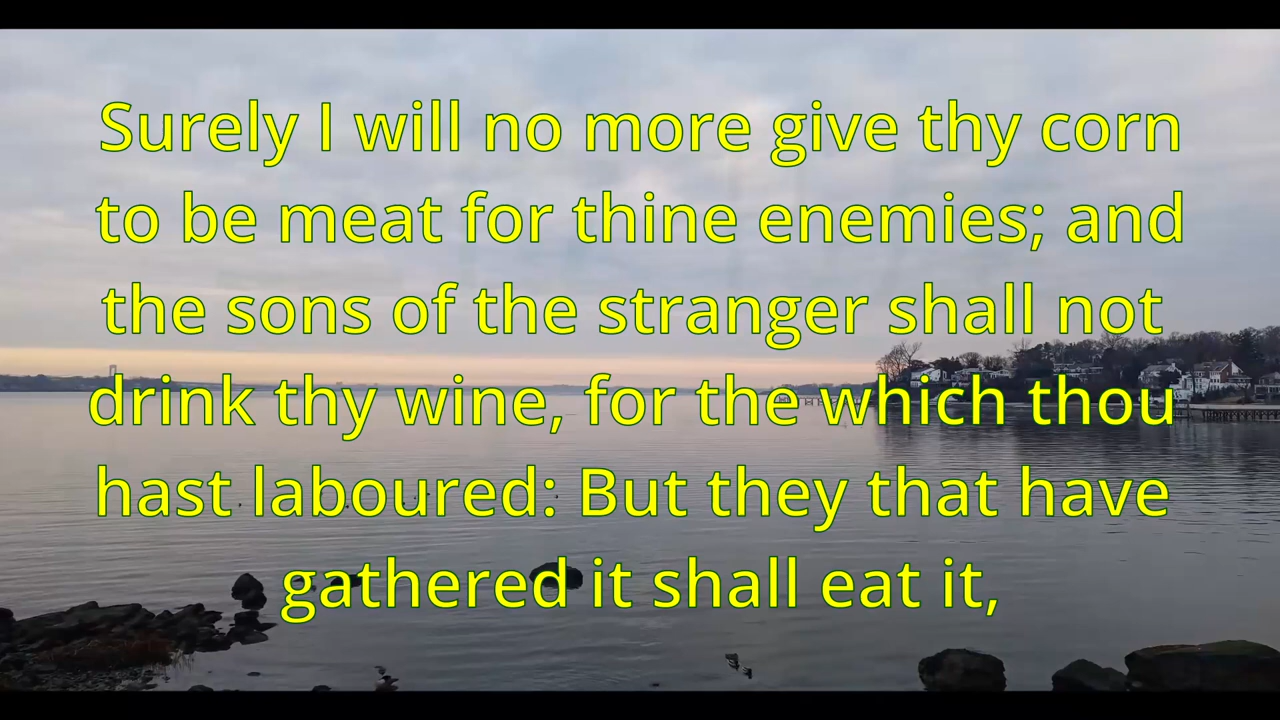 Surely I will no more give thy corn
to be meat for thine enemies; and
the sons of the stranger shall not
drink thy wine, for the which thou
hast laboured: But they that have
gathered it shall eat it,